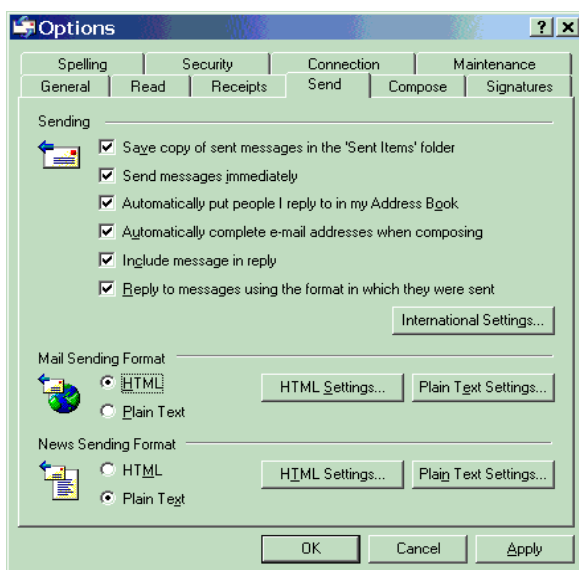 Options
Spelling Security Connection Maintenance
General Read Receipts Send Compose Signatures
Sending
Save copy of sent messages in the 'Sent Items' folder
Send messages immediately
Automatically put people I reply to in my Address Book
Automatically complete e-mail addresses when composing
Include message in reply
Reply to messages using the format in which they were sent
International Settings...
Mail Sending Format
HTML HTML Settings... Plain Text Settings...
Plain Text
News Sending Format
HTML HTML Settings... Plain Text Settings...
Plain Text
OK Cancel Apply